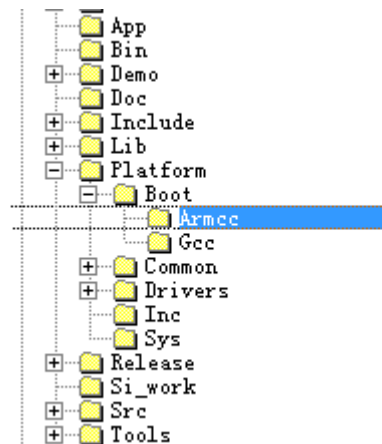 App
Bin
Demo
Doc
Include
Lib
Platform
Boot
Armcc
Gcc
Common
Drivers
Inc
Sys
Release
Si_work
Src
Tools